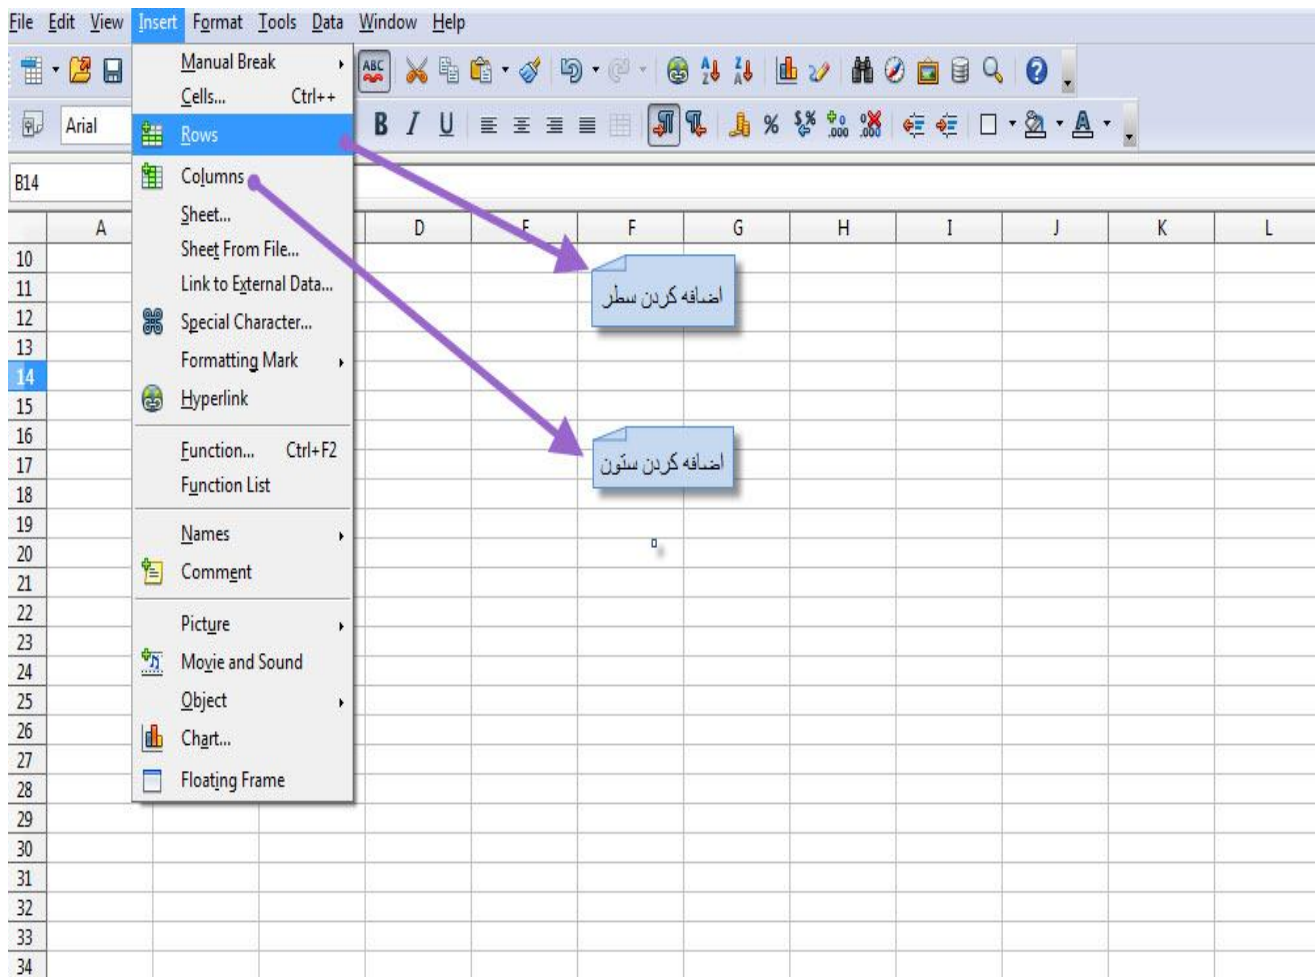 File Edit View Insert Format Tools Data Window Help
Manual Break
Cells... Ctrl++
Rows
Columns
Sheet...
Sheet From File...
Link to External Data...
Special Character...
Formatting Mark
Hyperlink
Function... Ctrl+F2
Function List
Names
Comment
Picture
Movie and Sound
Object
Chart...
Floating Frame
ABC
Arial
B I U
B14
A D E F G H I J K L
10
11
12
13
14
15
16
17
18
19
20
21
22
23
24
25
26
27
28
29
30
31
32
33
34
اضافه کردن سطر
اضافه کردن ستون